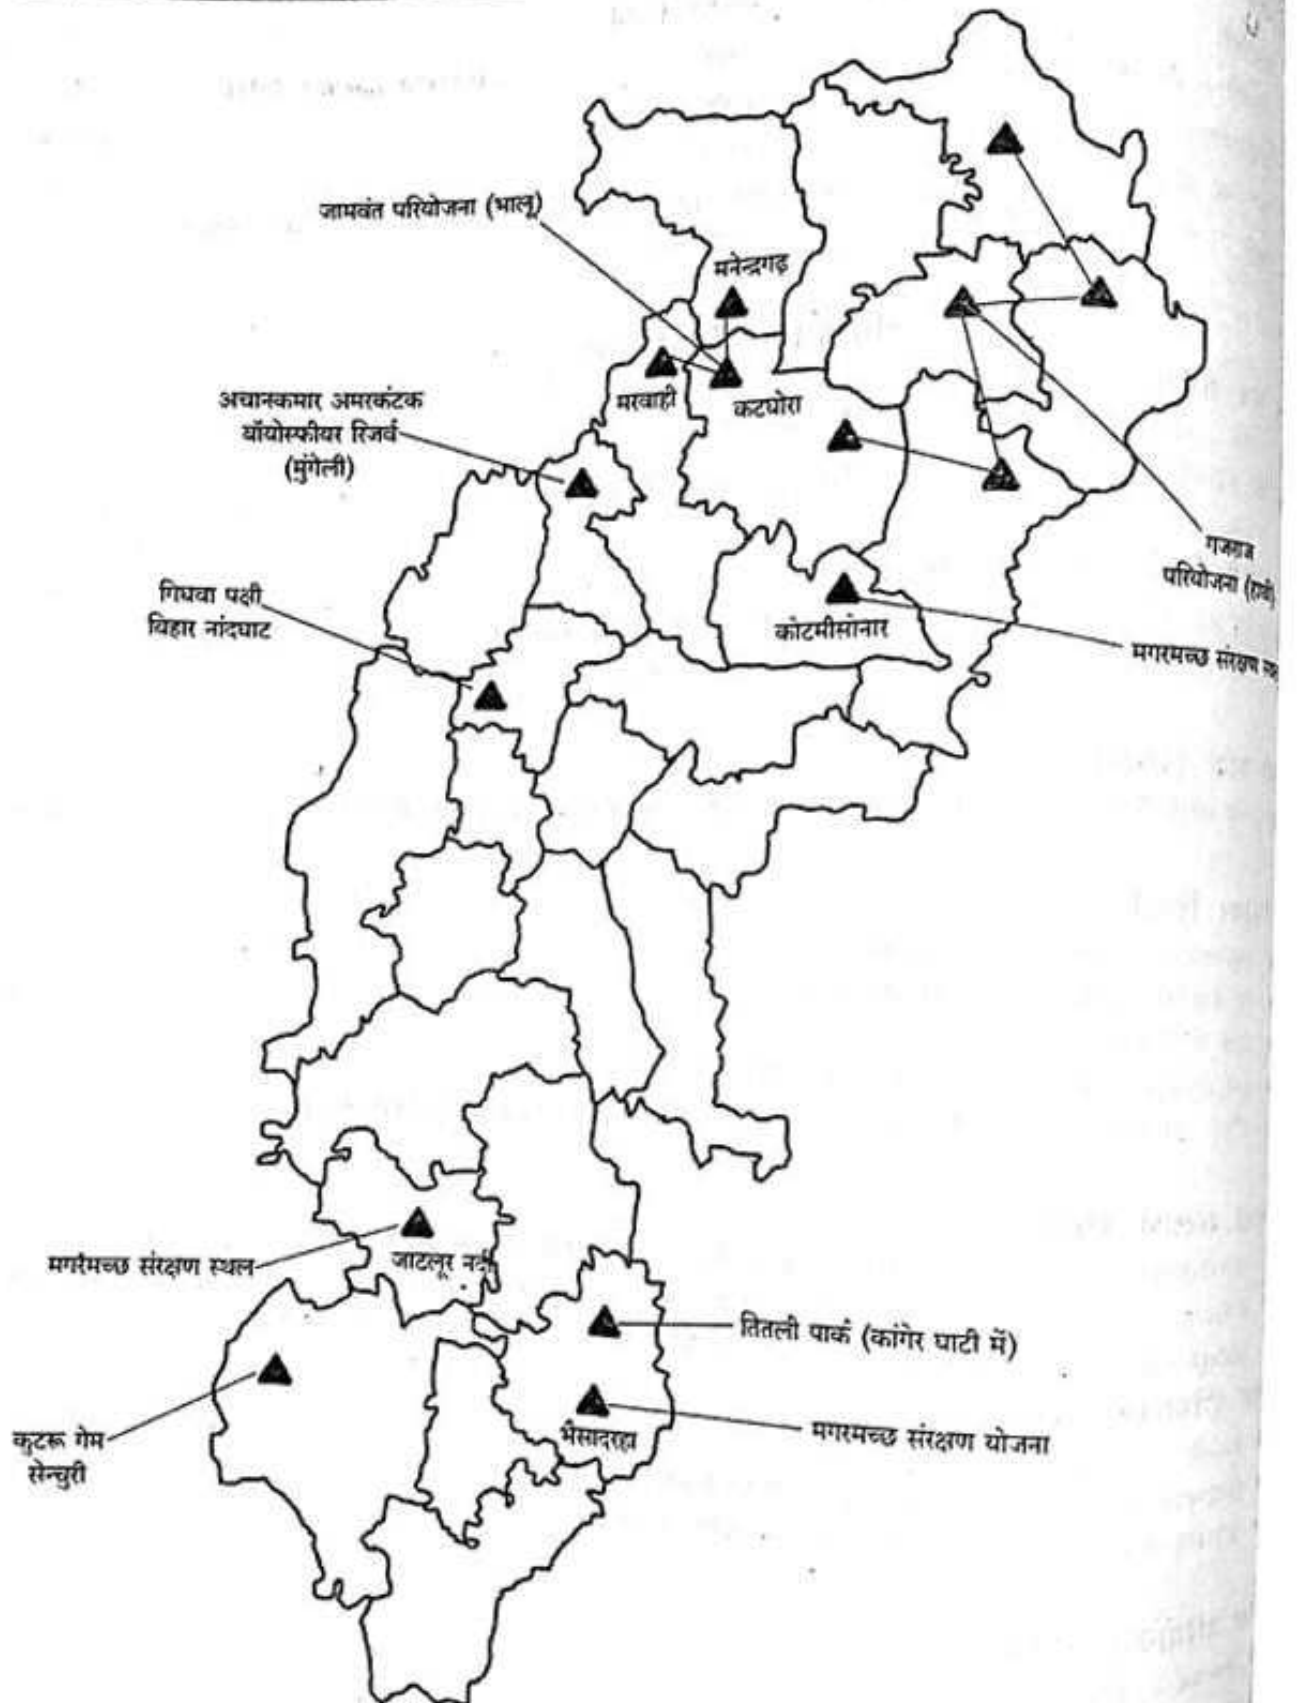 जामवंत परियोजना (भालू)
मनेन्द्रगढ़
मरवाही
कटघोरा
अचानकमार अमरकंटक
बॉयोस्फीयर रिजर्व
(मुंगेली)
गजराज
परियोजना (हाथी)
गिधवा पक्षी
विहार नांदघाट
कोटमीसोनार
मगरमच्छ संरक्षण
मगरमच्छ संरक्षण स्थल
जाटलूर नदी
तितली पार्क (कांगेर घाटी में)
कुटरू गेम
सेन्चुरी
भैसादरहा
मगरमच्छ संरक्षण योजना